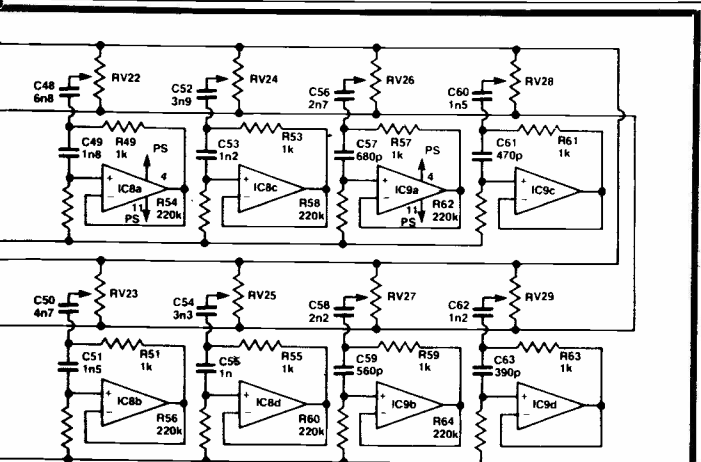 C48
6n8
RV22
C52
3n9
RV24
C56
2n7
RV26
C60
1n5
RV28
C49
1n8
R49
1k
PS
4
IC8a
11
PS
R54
220k
C53
1n2
R53
1k
IC8c
R58
220k
C57
680p
R57
1k
PS
4
IC9a
11
PS
R62
220k
C61
470p
R61
1k
IC9c
C50
4n7
RV23
C54
3n3
RV25
C58
2n2
RV27
C62
1n2
RV29
C51
1n5
R51
1k
IC8b
R56
220k
C55
1n
R55
1k
IC8d
R60
220k
C59
560p
R59
1k
IC9b
R64
220k
C63
390p
R63
1k
IC9d
+
−
+
−
+
−
+
−
+
−
+
−
+
−
+
−